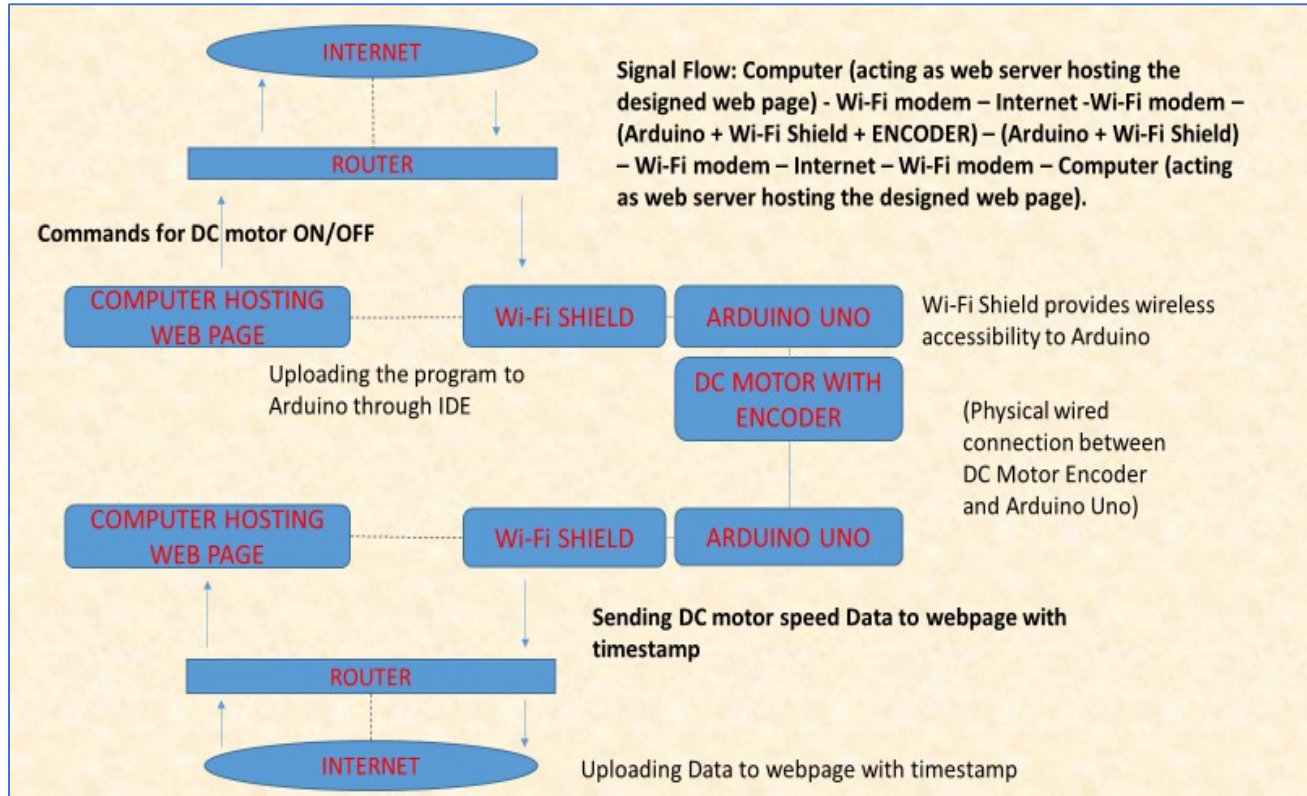 INTERNET
Signal Flow: Computer (acting as web server hosting the
designed web page) - Wi-Fi modem – Internet -Wi-Fi modem –
(Arduino + Wi-Fi Shield + ENCODER) – (Arduino + Wi-Fi Shield)
– Wi-Fi modem – Internet – Wi-Fi modem – Computer (acting
as web server hosting the designed web page).
ROUTER
Commands for DC motor ON/OFF
COMPUTER HOSTING
WEB PAGE
Wi-Fi SHIELD
ARDUINO UNO
Wi-Fi Shield provides wireless
accessibility to Arduino
Uploading the program to
Arduino through IDE
DC MOTOR WITH
ENCODER
(Physical wired
connection between
DC Motor Encoder
and Arduino Uno)
COMPUTER HOSTING
WEB PAGE
Wi-Fi SHIELD
ARDUINO UNO
Sending DC motor speed Data to webpage with
timestamp
ROUTER
INTERNET
Uploading Data to webpage with timestamp